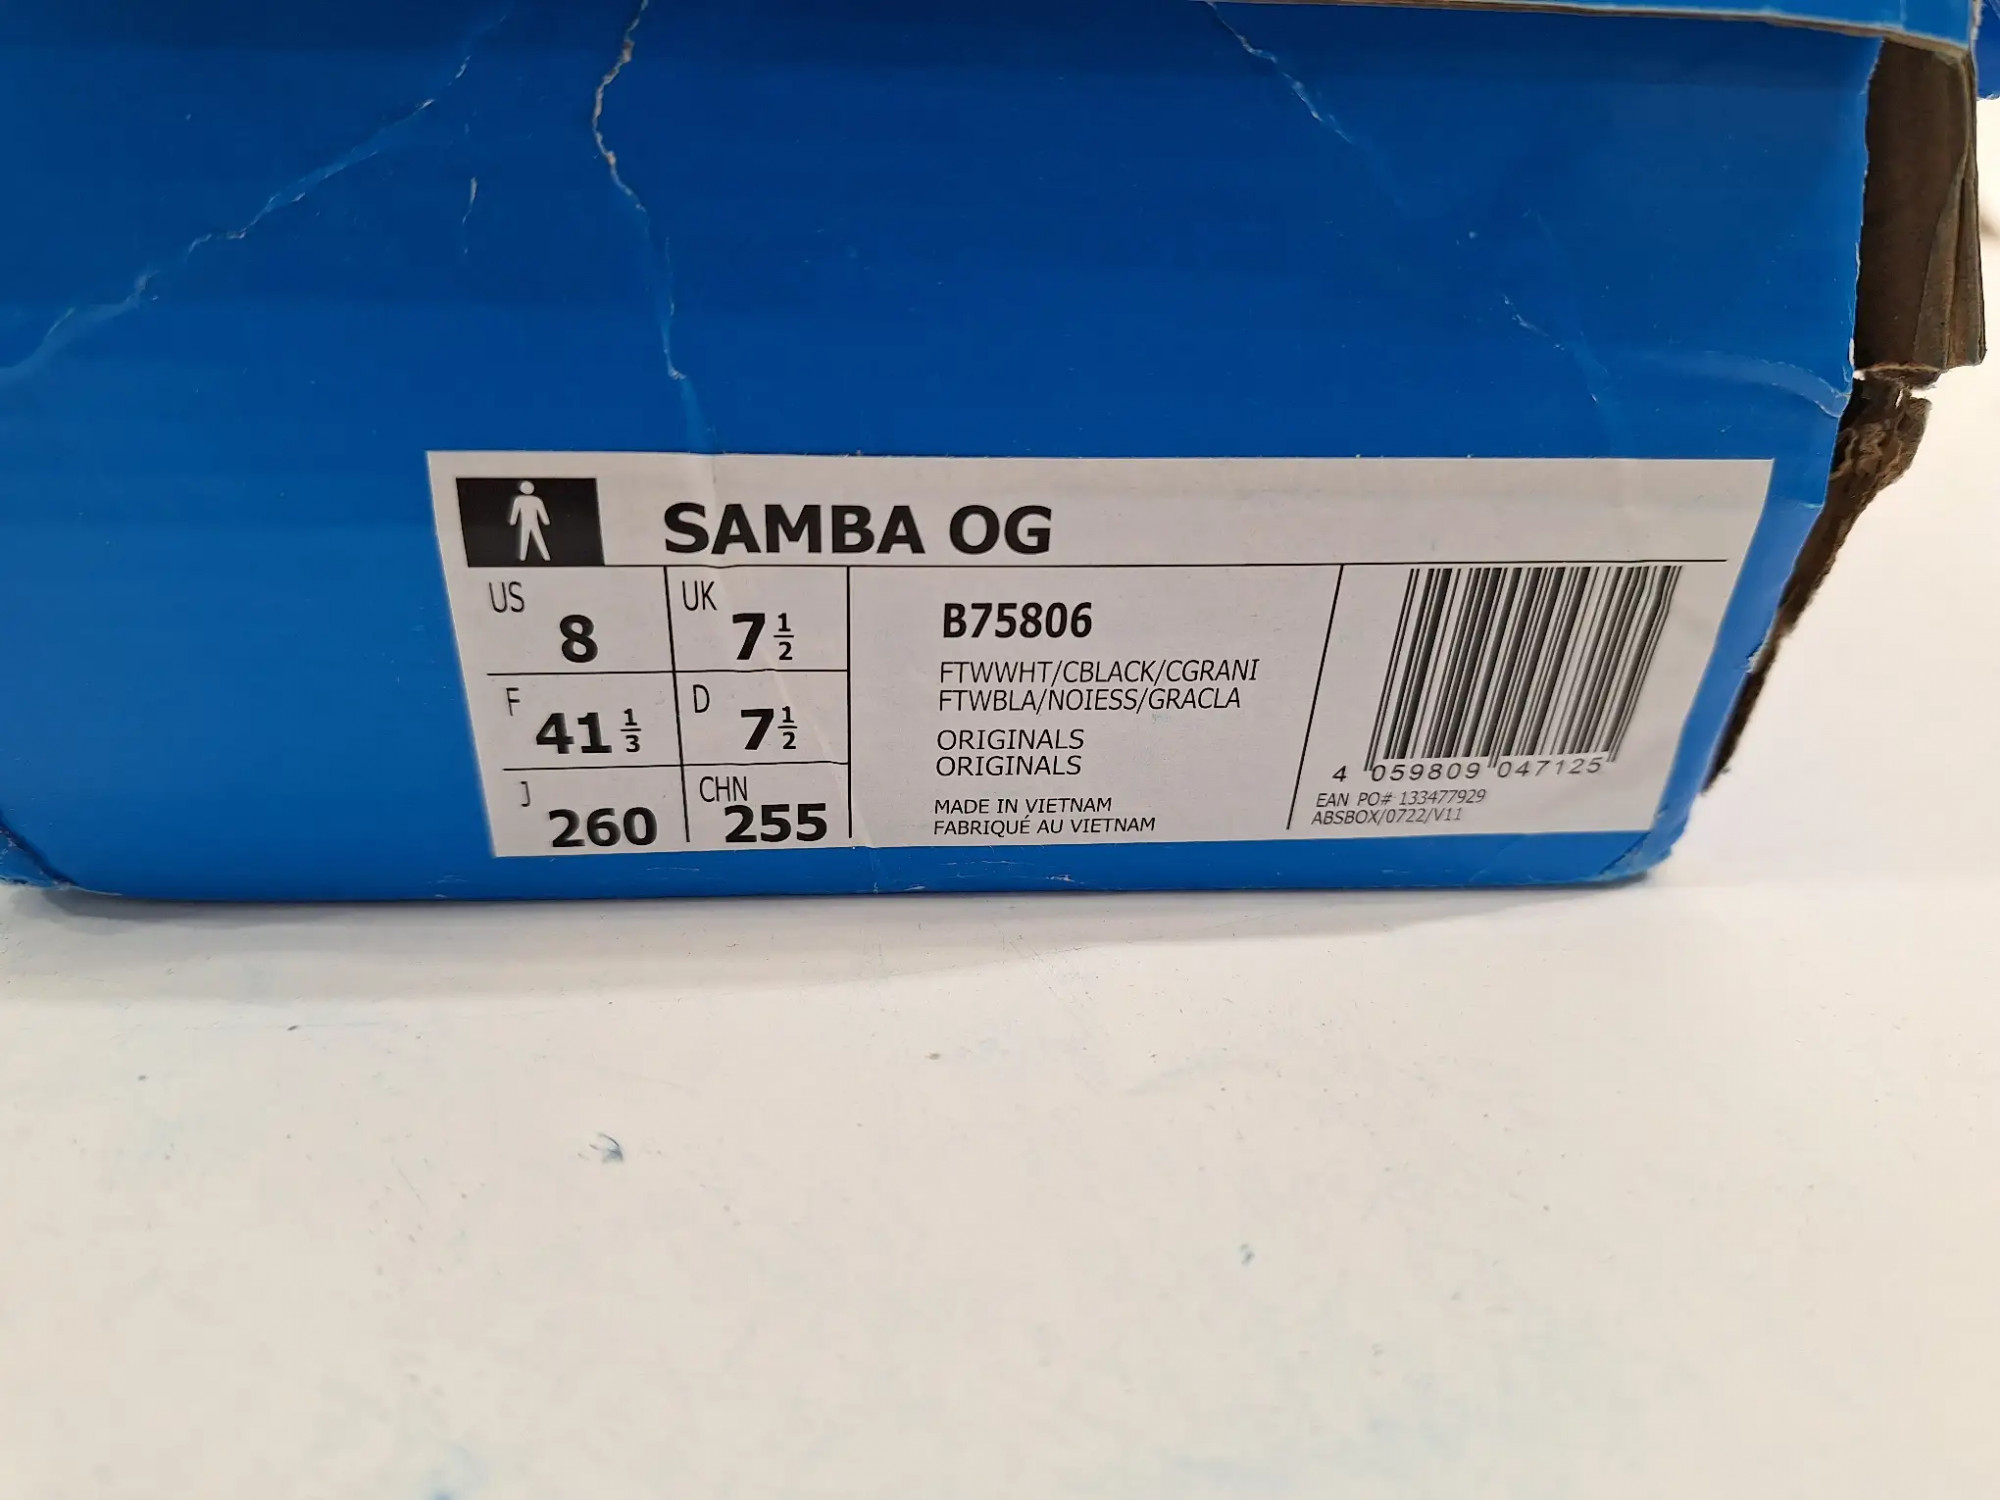 SAMBA OG
US 8
UK 7 1/2
F 41 1/3
D 7 1/2
J 260
CHN 255
B75806
FTWWHT/CBLACK/CGRANI
FTWBLA/NOIESS/GRACLA
ORIGINALS
ORIGINALS
MADE IN VIETNAM
FABRIQUÉ AU VIETNAM
4 059809 047125
EAN PO# 133477929
ABSBOX/0722/V11